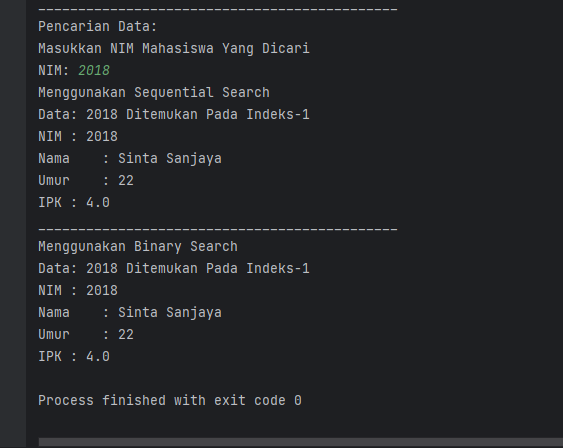 _____________________________________________
Pencarian Data:
Masukkan NIM Mahasiswa Yang Dicari
NIM: 2018
Menggunakan Sequential Search
Data: 2018 Ditemukan Pada Indeks-1
NIM : 2018
Nama    : Sinta Sanjaya
Umur    : 22
IPK : 4.0
_____________________________________________
Menggunakan Binary Search
Data: 2018 Ditemukan Pada Indeks-1
NIM : 2018
Nama    : Sinta Sanjaya
Umur    : 22
IPK : 4.0
Process finished with exit code 0